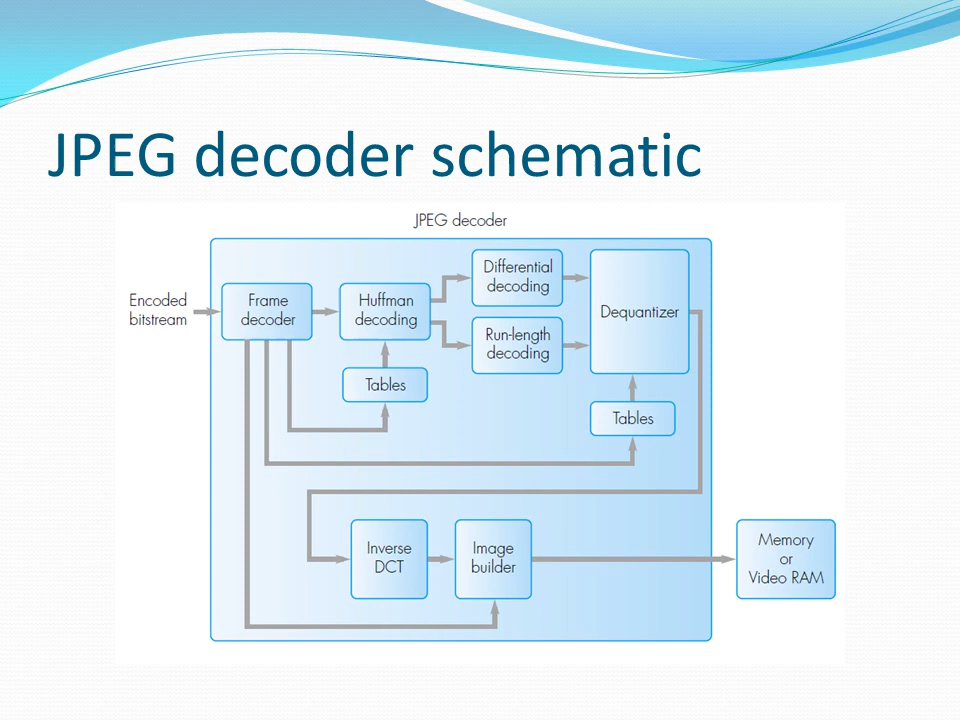 JPEG decoder schematic
JPEG decoder
Encoded
bitstream
Frame
decoder
Huffman
decoding
Differential
decoding
Run-length
decoding
Dequantizer
Tables
Tables
Inverse
DCT
Image
builder
Memory
or
Video RAM